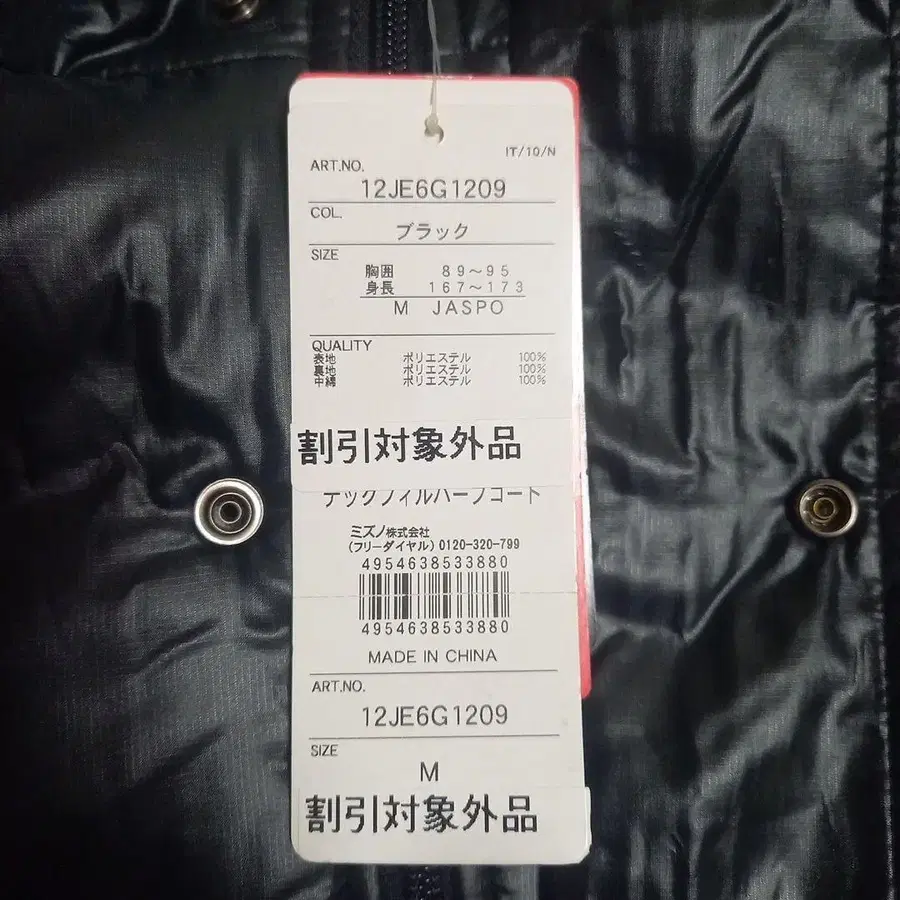 IT/10/N
ART.NO.
12JE6G1209
COL.
ブラック
SIZE
胸囲 89～95
身長 167～173
M JASPO
QUALITY
表地 ポリエステル 100%
裏地 ポリエステル 100%
中綿 ポリエステル 100%
割引対象外品
テックフィルハーフコート
ミズノ株式会社
(フリーダイヤル) 0120-320-799
4954638533880
4954638533880
MADE IN CHINA
ART.NO.
12JE6G1209
SIZE
M
割引対象外品